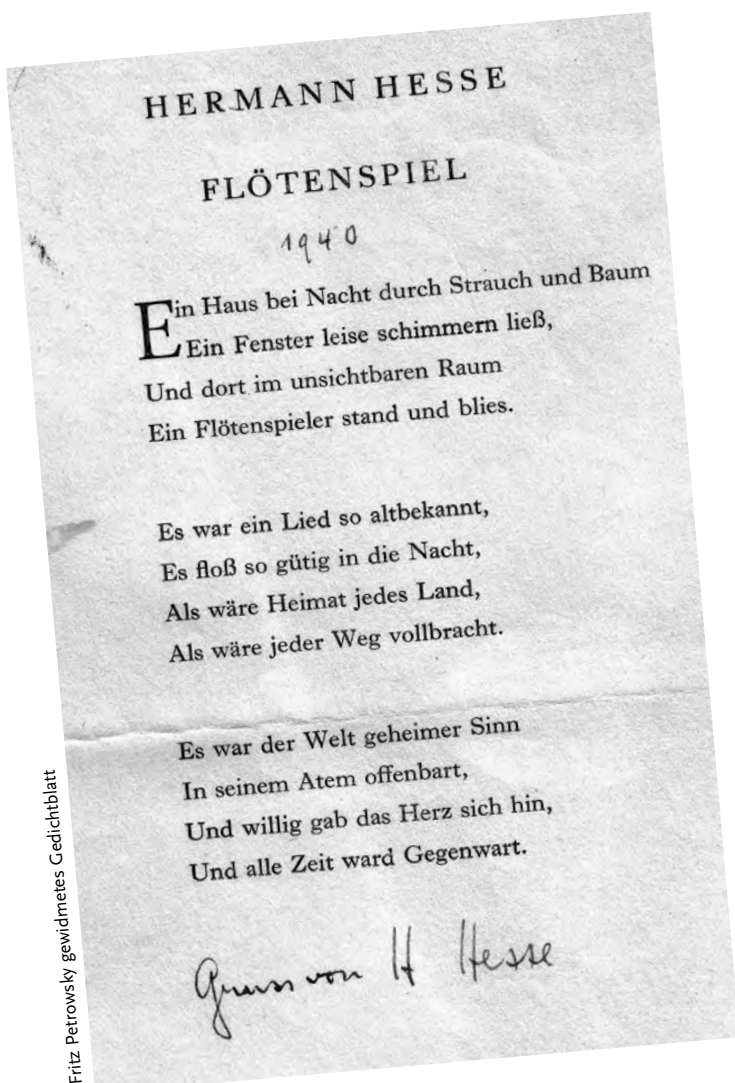 HERMANN HESSE
FLÖTENSPIEL
1940
Ein Haus bei Nacht durch Strauch und Baum
Ein Fenster leise schimmern ließ,
Und dort im unsichtbaren Raum
Ein Flötenspieler stand und blies.
Es war ein Lied so altbekannt,
Es floß so gütig in die Nacht,
Als wäre Heimat jedes Land,
Als wäre jeder Weg vollbracht.
Es war der Welt geheimer Sinn
In seinem Atem offenbart,
Und willig gab das Herz sich hin,
Und alle Zeit ward Gegenwart.
Gruss von H Hesse
Fritz Petrowsky gewidmetes Gedichtblatt